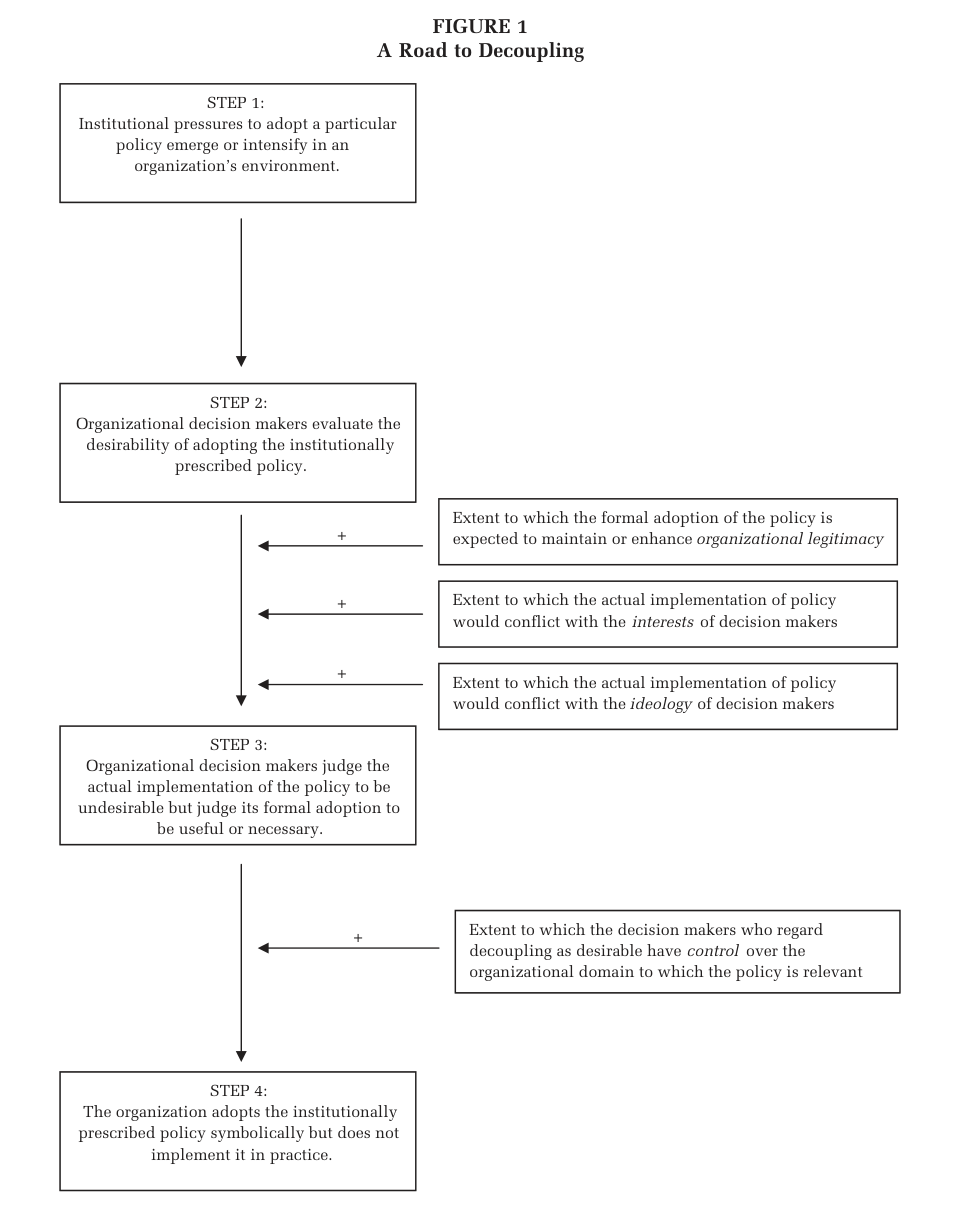 FIGURE 1
A Road to Decoupling
STEP 1:
Institutional pressures to adopt a particular
policy emerge or intensify in an
organization's environment.
STEP 2:
Organizational decision makers evaluate the
desirability of adopting the institutionally
prescribed policy.
+
Extent to which the formal adoption of the policy is
expected to maintain or enhance organizational legitimacy
+
Extent to which the actual implementation of policy
would conflict with the interests of decision makers
+
Extent to which the actual implementation of policy
would conflict with the ideology of decision makers
STEP 3:
Organizational decision makers judge the
actual implementation of the policy to be
undesirable but judge its formal adoption to
be useful or necessary.
+
Extent to which the decision makers who regard
decoupling as desirable have control over the
organizational domain to which the policy is relevant
STEP 4:
The organization adopts the institutionally
prescribed policy symbolically but does not
implement it in practice.